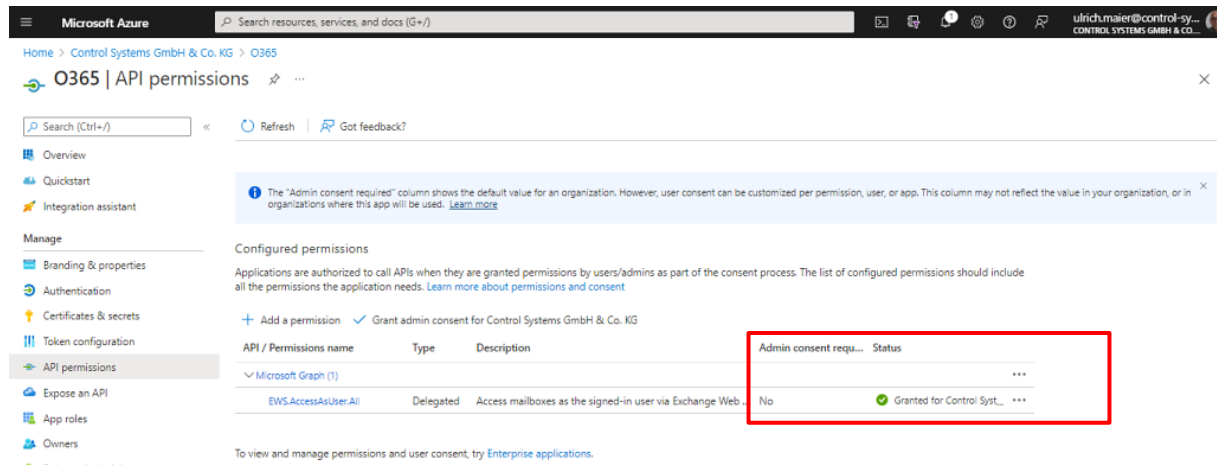 Microsoft Azure
Search resources, services, and docs (G+/)
ulrich.maier@control-sy...
CONTROL SYSTEMS GMBH & CO....
Home > Control Systems GmbH & Co. KG > O365
O365 | API permissions
Search (Ctrl+/)
Refresh
Got feedback?
Overview
Quickstart
Integration assistant
The "Admin consent required" column shows the default value for an organization. However, user consent can be customized per permission, user, or app. This column may not reflect the value in your organization, or in
organizations where this app will be used. Learn more
Manage
Branding & properties
Authentication
Certificates & secrets
Token configuration
API permissions
Expose an API
App roles
Owners
Configured permissions
Applications are authorized to call APIs when they are granted permissions by users/admins as part of the consent process. The list of configured permissions should include
all the permissions the application needs. Learn more about permissions and consent
Add a permission
Grant admin consent for Control Systems GmbH & Co. KG
API / Permissions name Type Description Admin consent requ... Status
Microsoft Graph (1)
EWS.AccessAsUser.All Delegated Access mailboxes as the signed-in user via Exchange Web ... No Granted for Control Syst...
To view and manage permissions and user consent, try Enterprise applications.